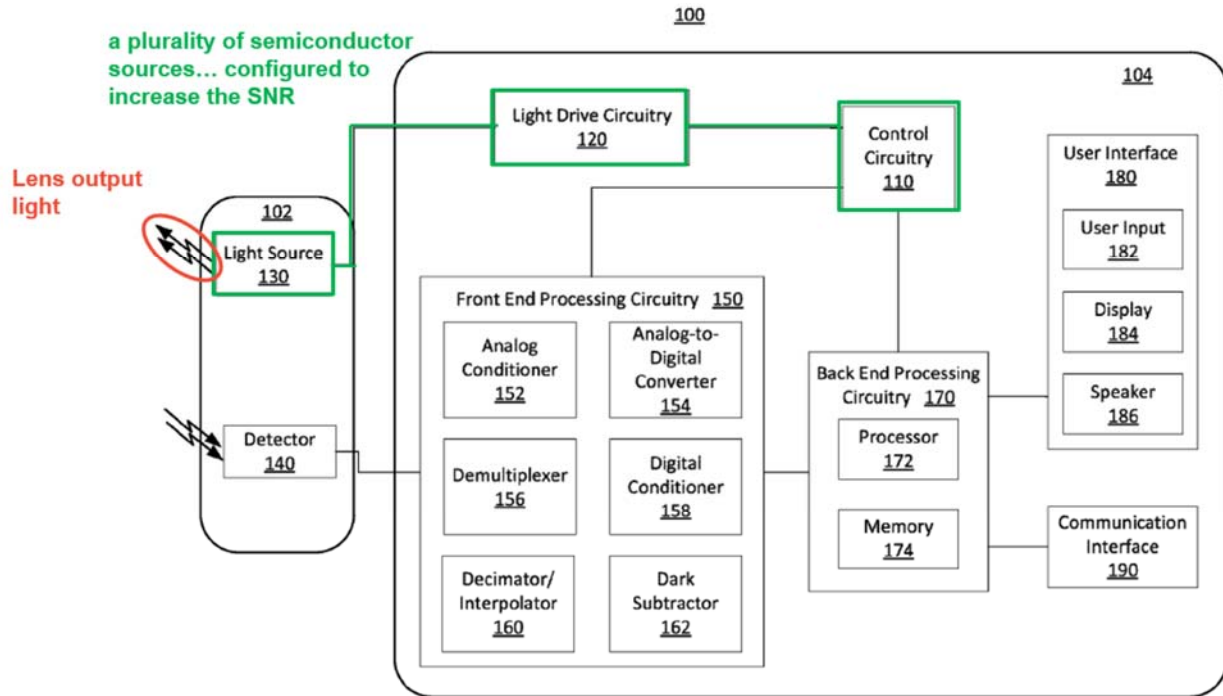 100
a plurality of semiconductor
sources... configured to
increase the SNR
104
Light Drive Circuitry
120
Control
Circuitry
110
User Interface
180
User Input
182
Display
184
Speaker
186
Lens output
light
102
Light Source
130
Front End Processing Circuitry 150
Analog
Conditioner
152
Analog-to-
Digital
Converter
154
Demultiplexer
156
Digital
Conditioner
158
Decimator/
Interpolator
160
Dark
Subtractor
162
Back End Processing
Circuitry 170
Processor
172
Memory
174
Detector
140
Communication
Interface
190